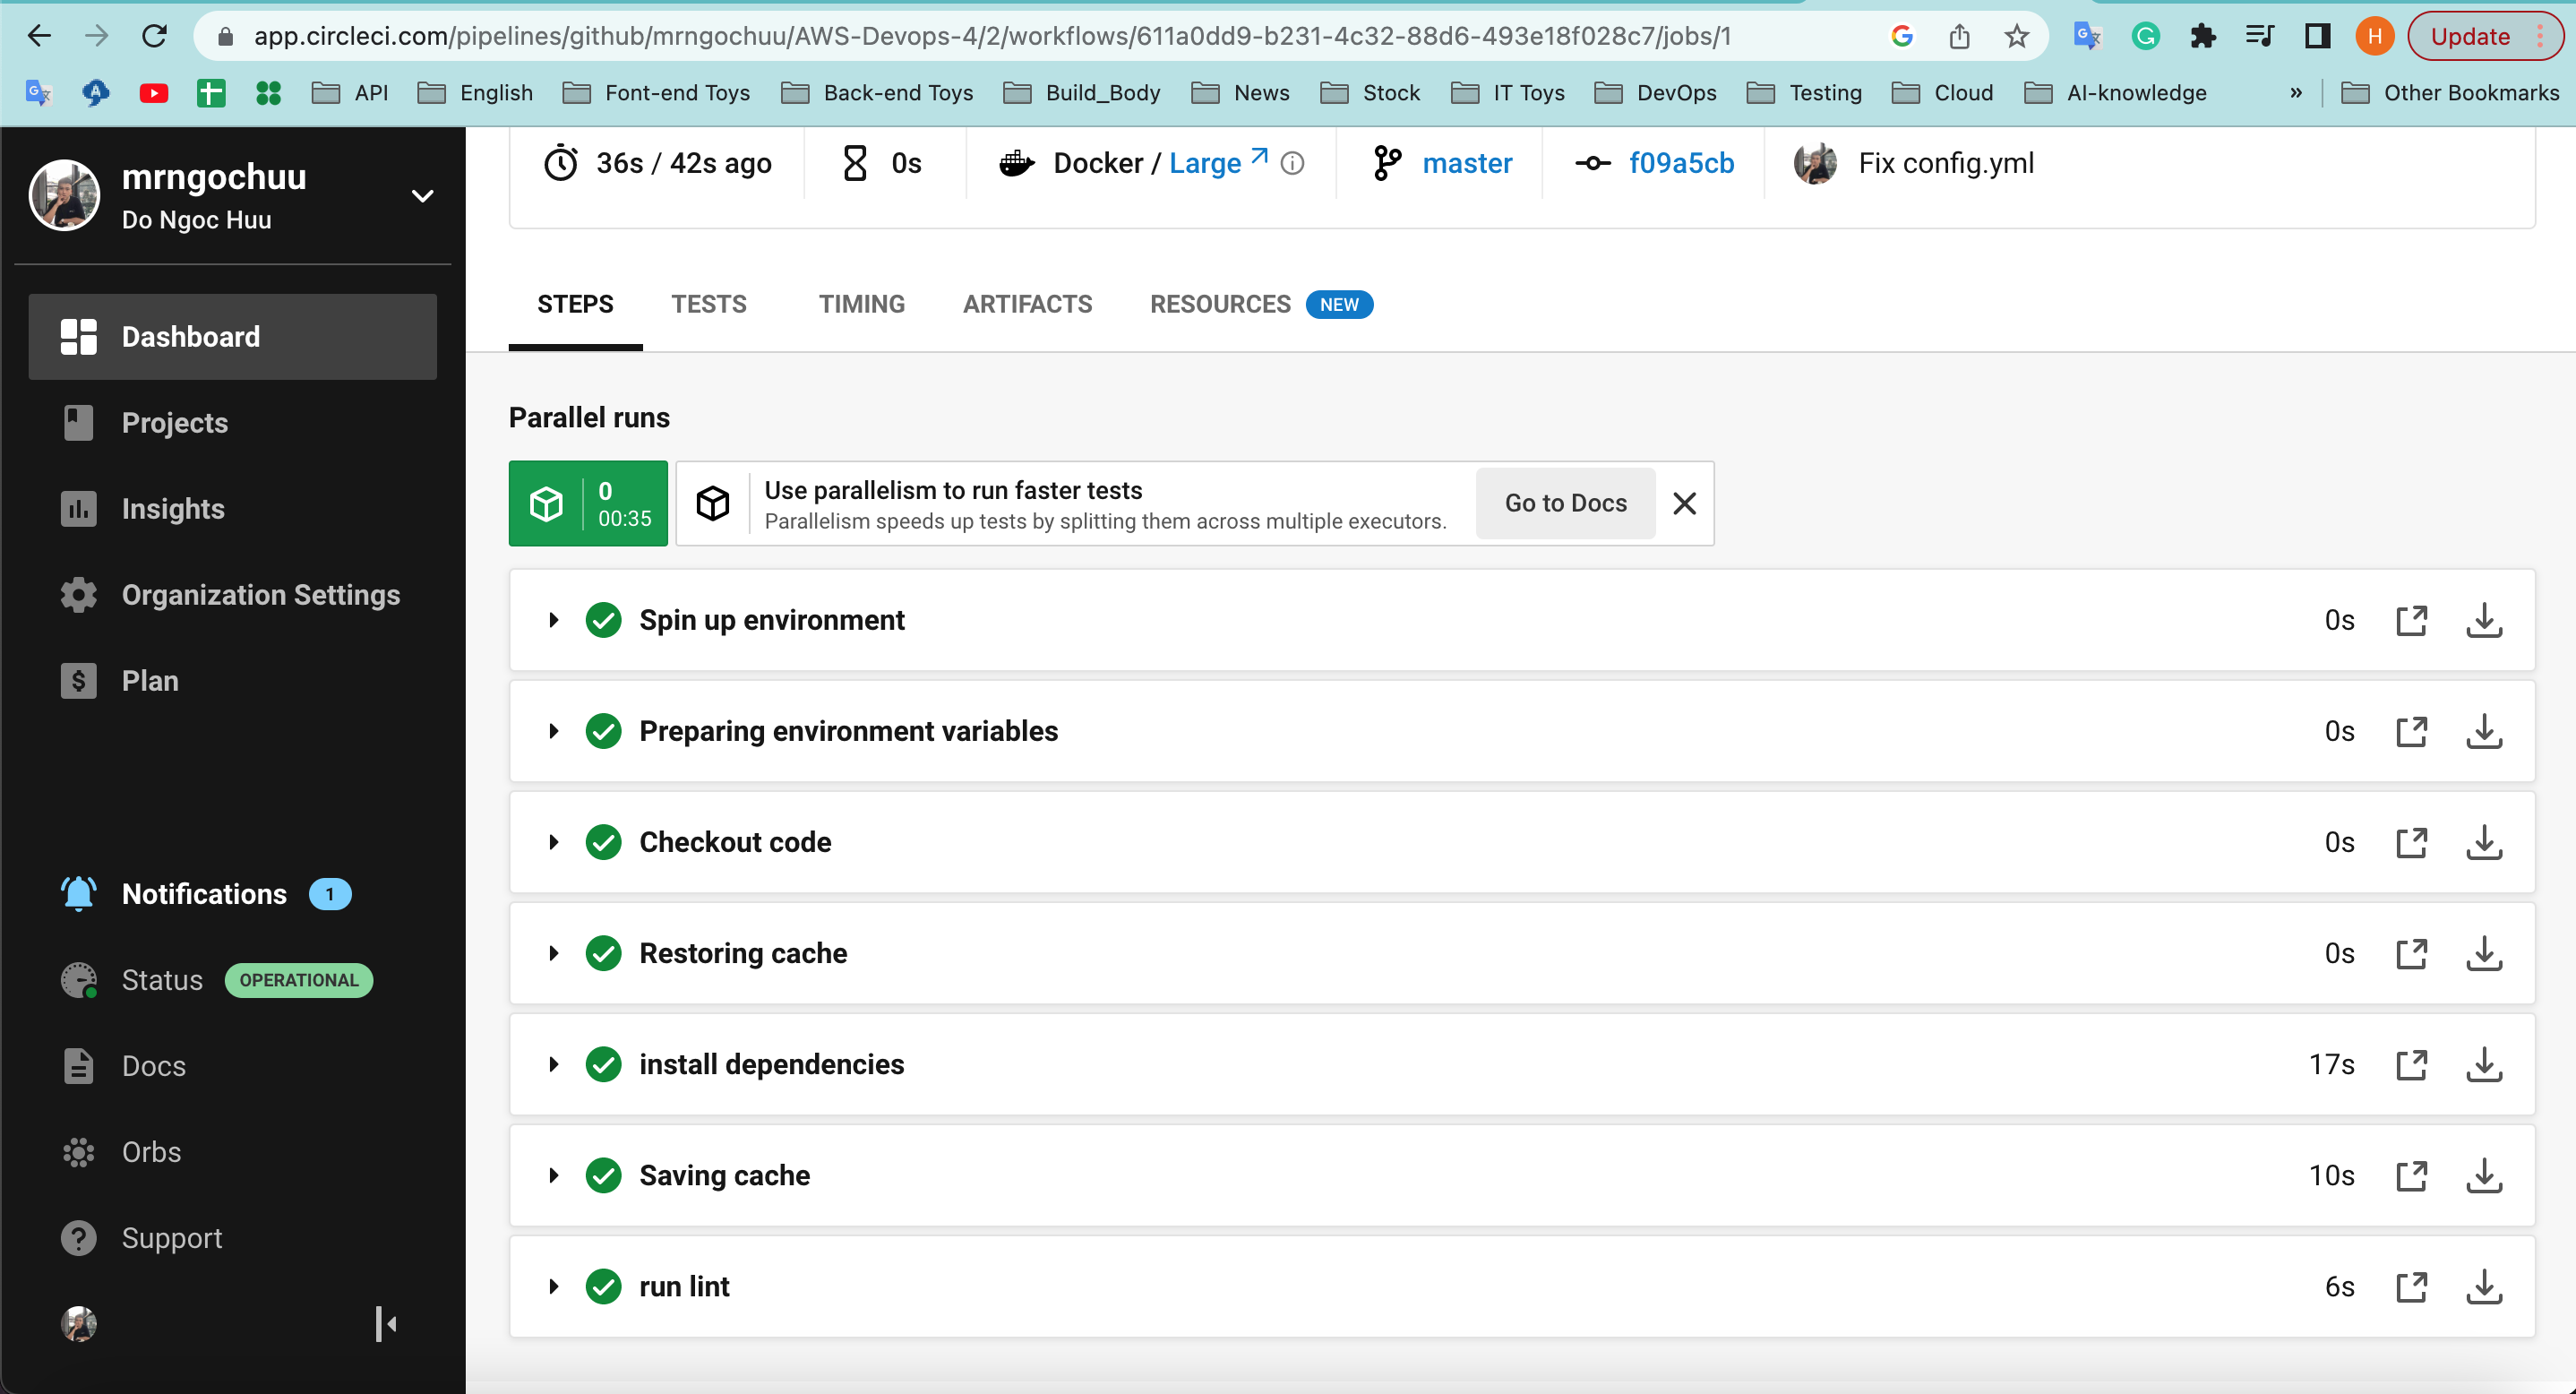 app.circleci.com/pipelines/github/mrngochuu/AWS-Devops-4/2/workflows/611a0dd9-b231-4c32-88d6-493e18f028c7/jobs/1
H
Update
API
English
Font-end Toys
Back-end Toys
Build_Body
News
Stock
IT Toys
DevOps
Testing
Cloud
AI-knowledge
»
Other Bookmarks
mrngochuu
Do Ngoc Huu
Dashboard
Projects
Insights
Organization Settings
Plan
Notifications 1
Status OPERATIONAL
Docs
Orbs
Support
36s / 42s ago
0s
Docker / Large
master
f09a5cb
Fix config.yml
STEPS
TESTS
TIMING
ARTIFACTS
RESOURCES NEW
Parallel runs
0
00:35
Use parallelism to run faster tests
Parallelism speeds up tests by splitting them across multiple executors.
Go to Docs
Spin up environment 0s
Preparing environment variables 0s
Checkout code 0s
Restoring cache 0s
install dependencies 17s
Saving cache 10s
run lint 6s